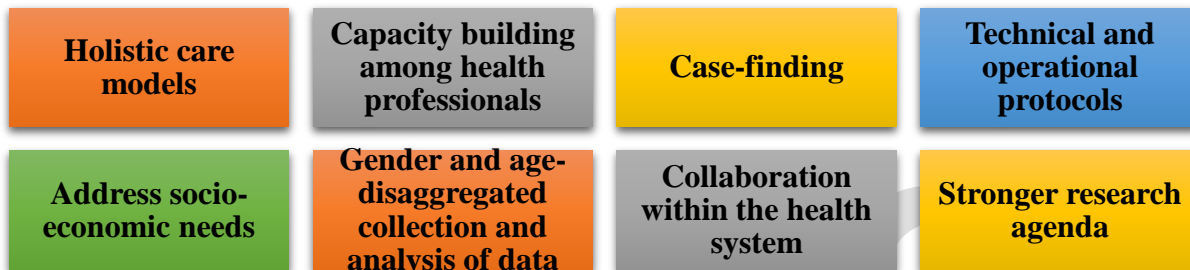 Holistic care
models
Capacity building
among health
professionals
Case-finding
Technical and
operational
protocols
Address socio-
economic needs
Gender and age-
disaggregated
collection and
analysis of data
Collaboration
within the health
system
Stronger research
agenda